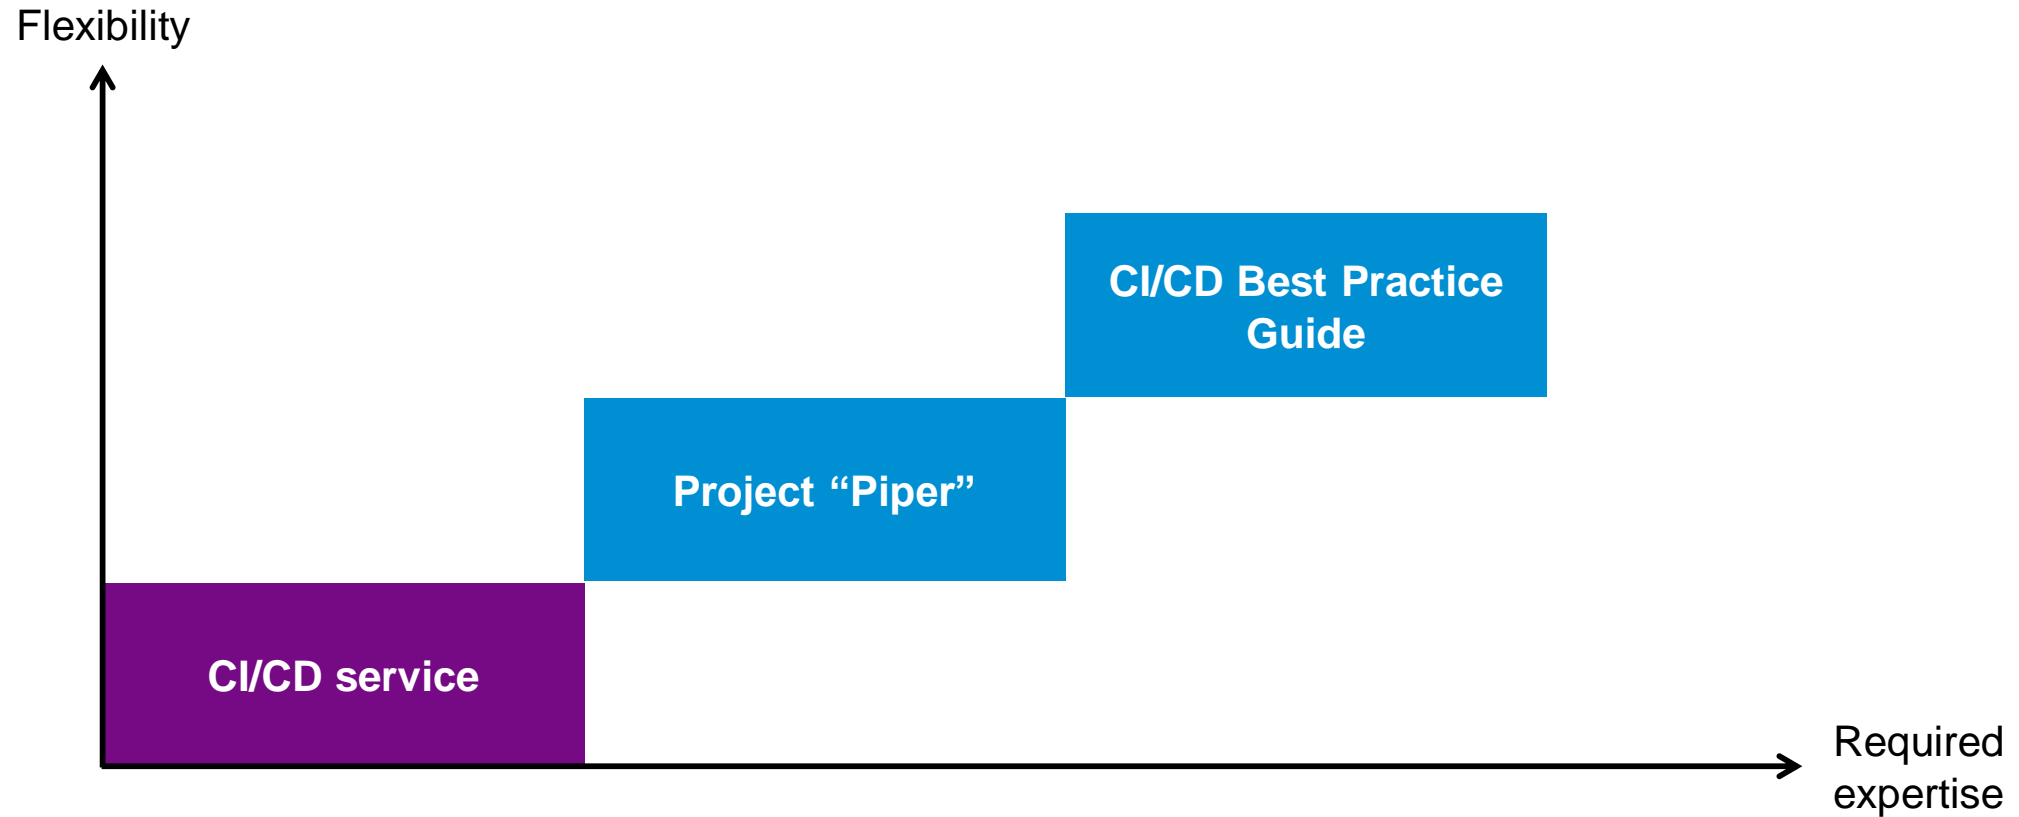 Flexibility
CI/CD Best Practice
Guide
Project “Piper”
CI/CD service
Required
expertise